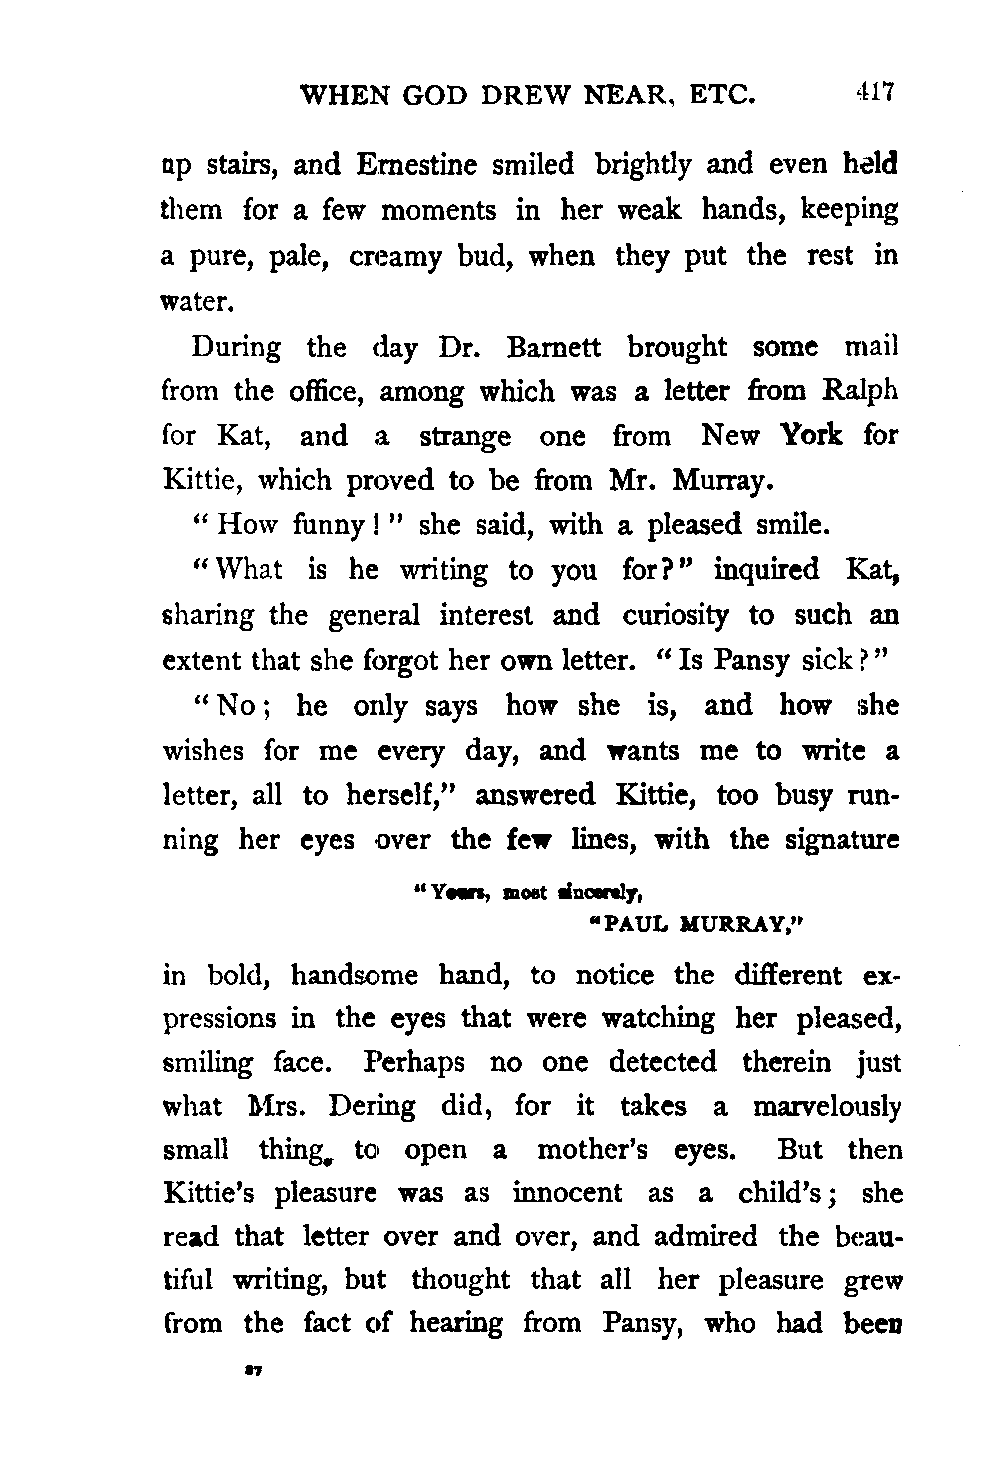 WHEN GOD DREW NEAR, ETC. 417
up stairs, and Ernestine smiled brightly and even held
them for a few moments in her weak hands, keeping
a pure, pale, creamy bud, when they put the rest in
water.
During the day Dr. Barnett brought some mail
from the office, among which was a letter from Ralph
for Kat, and a strange one from New York for
Kittie, which proved to be from Mr. Murray.
“How funny!” she said, with a pleased smile.
“What is he writing to you for?” inquired Kat,
sharing the general interest and curiosity to such an
extent that she forgot her own letter. “Is Pansy sick?”
“No; he only says how she is, and how she
wishes for me every day, and wants me to write a
letter, all to herself,” answered Kittie, too busy run-
ning her eyes over the few lines, with the signature
“Yours, most sincerely,
“PAUL MURRAY,”
in bold, handsome hand, to notice the different ex-
pressions in the eyes that were watching her pleased,
smiling face. Perhaps no one detected therein just
what Mrs. Dering did, for it takes a marvelously
small thing, to open a mother's eyes. But then
Kittie's pleasure was as innocent as a child's; she
read that letter over and over, and admired the beau-
tiful writing, but thought that all her pleasure grew
from the fact of hearing from Pansy, who had been
27